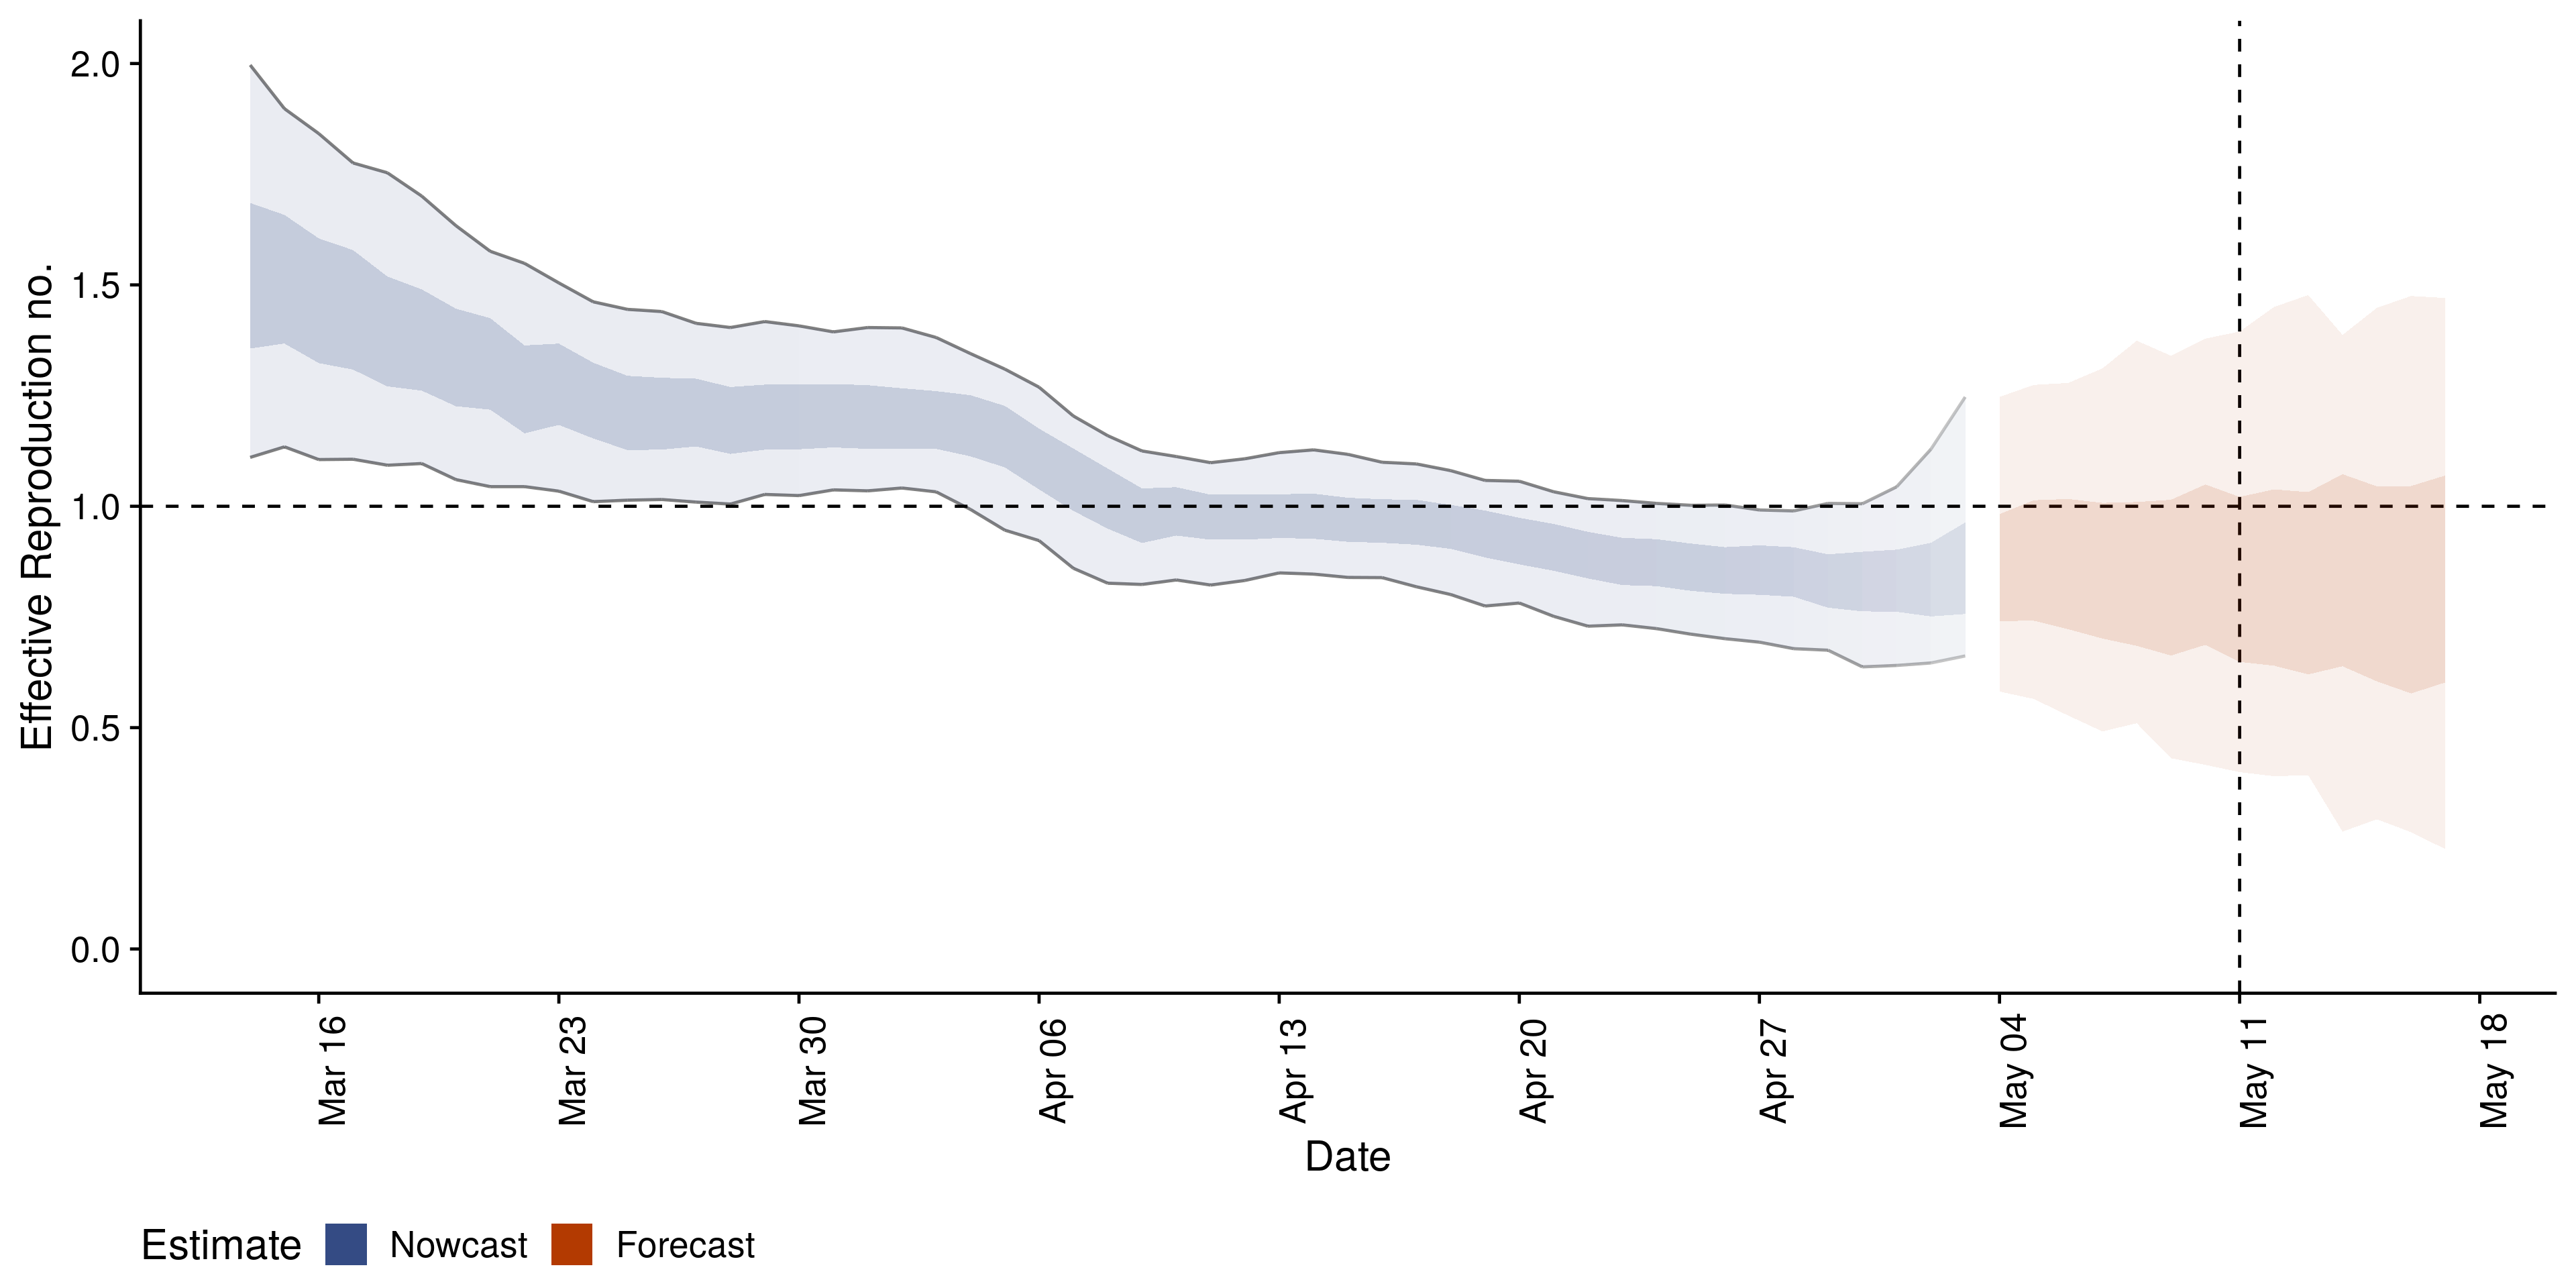 Effective Reproduction no.
2.0
1.5
1.0
0.5
0.0
Mar 16
Mar 23
Mar 30
Apr 06
Apr 13
Apr 20
Apr 27
May 04
May 11
May 18
Date
Estimate Nowcast Forecast